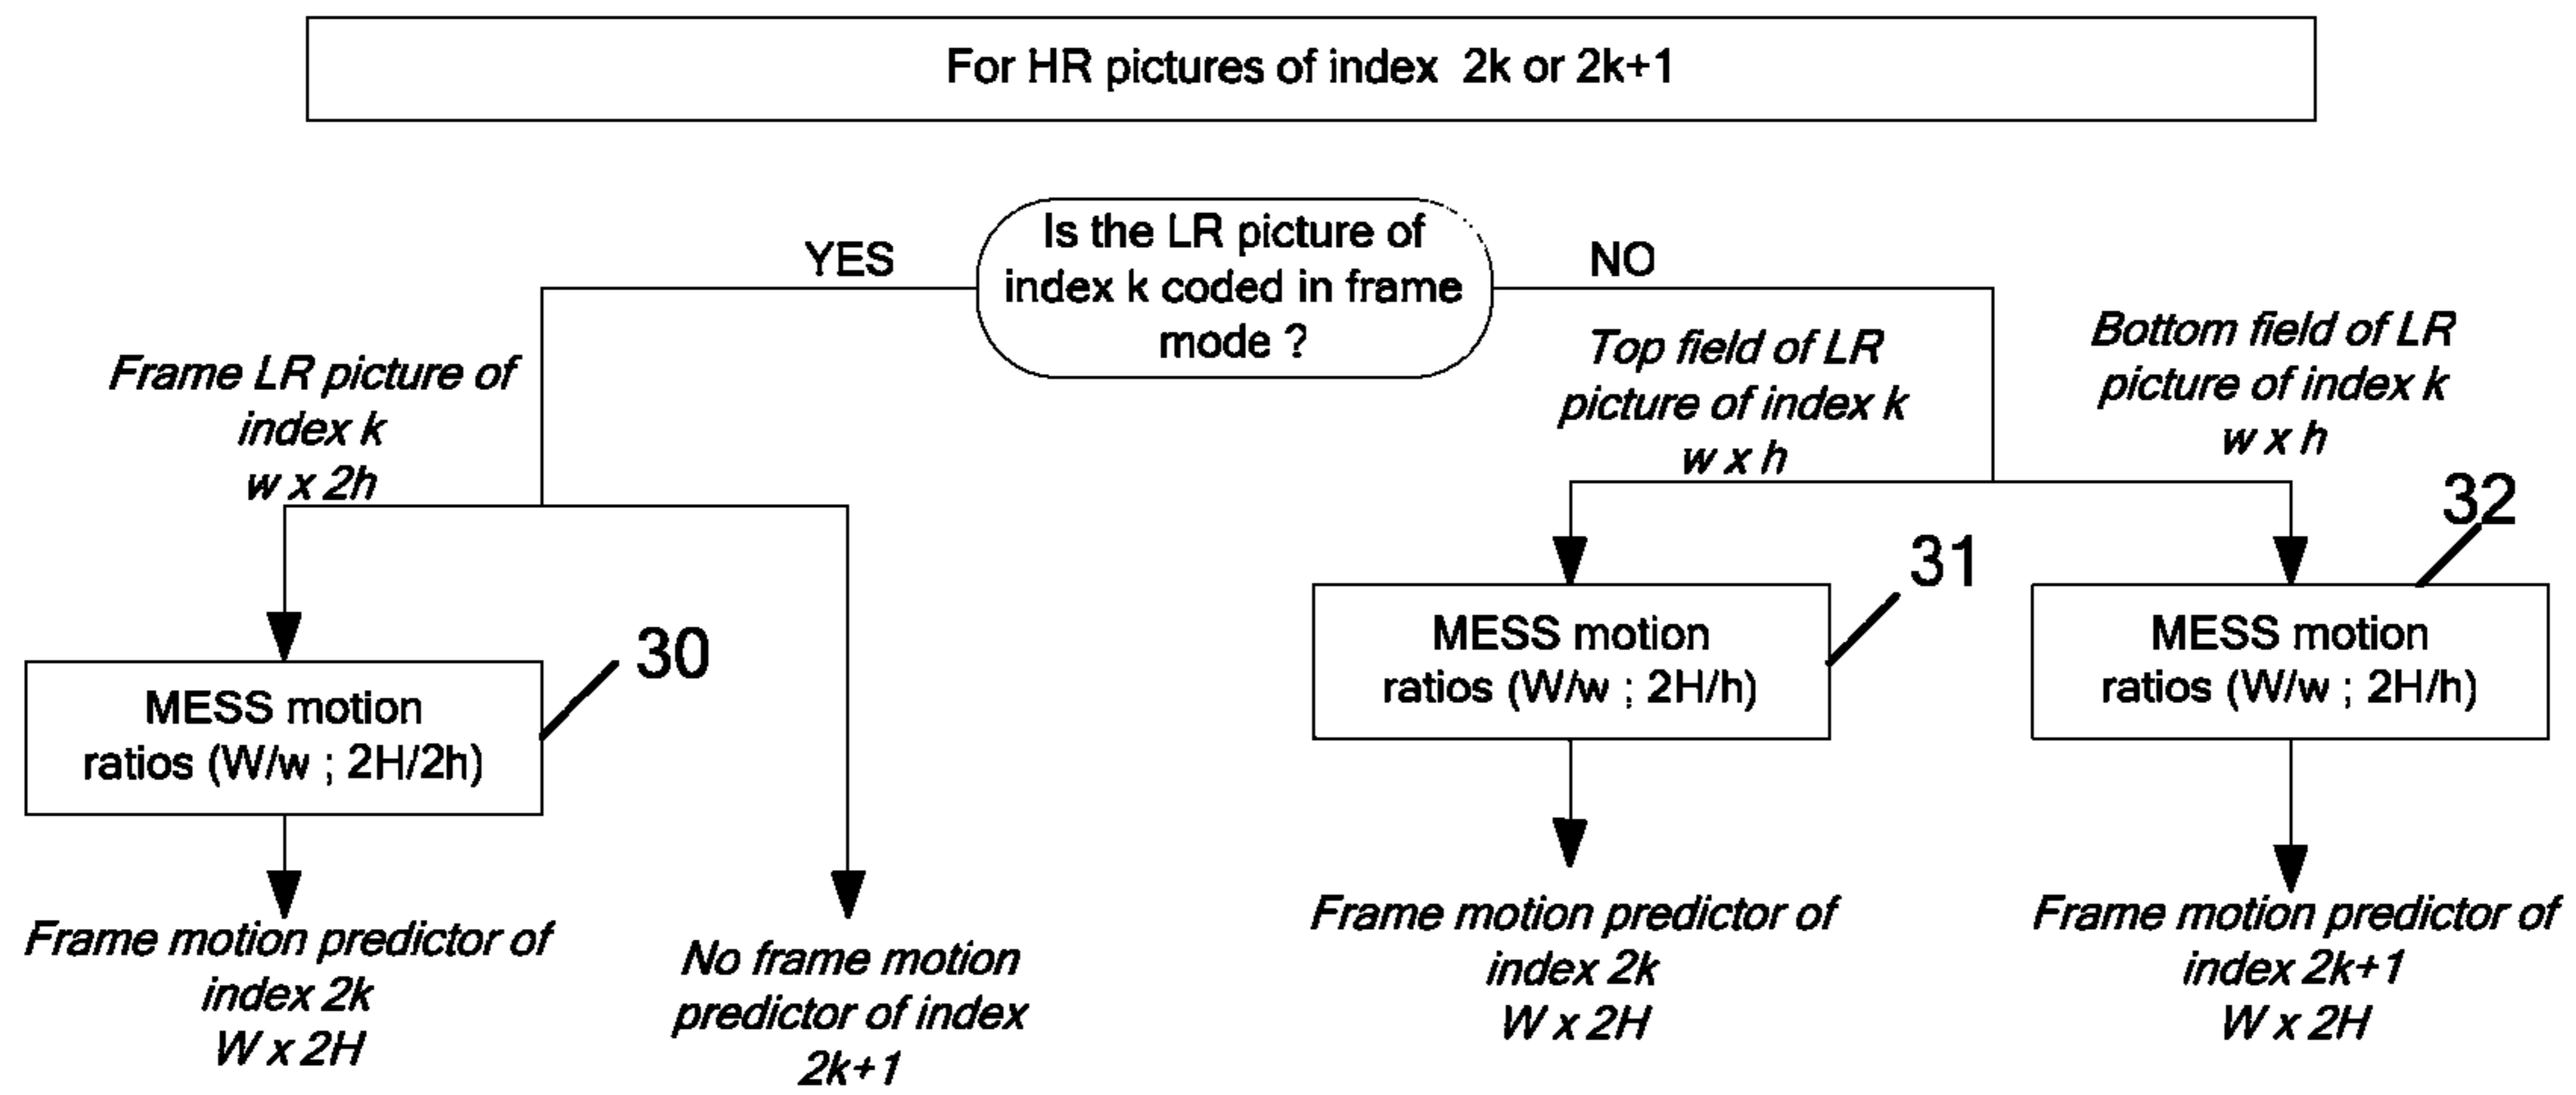 For HR pictures of index 2k or 2k+1
Is the LR picture of
index k coded in frame
mode ?
YES
NO
Frame LR picture of
index k
w x 2h
Top field of LR
picture of index k
w x h
Bottom field of LR
picture of index k
w x h
30
31
32
MESS motion
ratios (W/w ; 2H/2h)
MESS motion
ratios (W/w ; 2H/h)
MESS motion
ratios (W/w ; 2H/h)
Frame motion predictor of
index 2k
W x 2H
No frame motion
predictor of index
2k+1
Frame motion predictor of
index 2k
W x 2H
Frame motion predictor of
index 2k+1
W x 2H